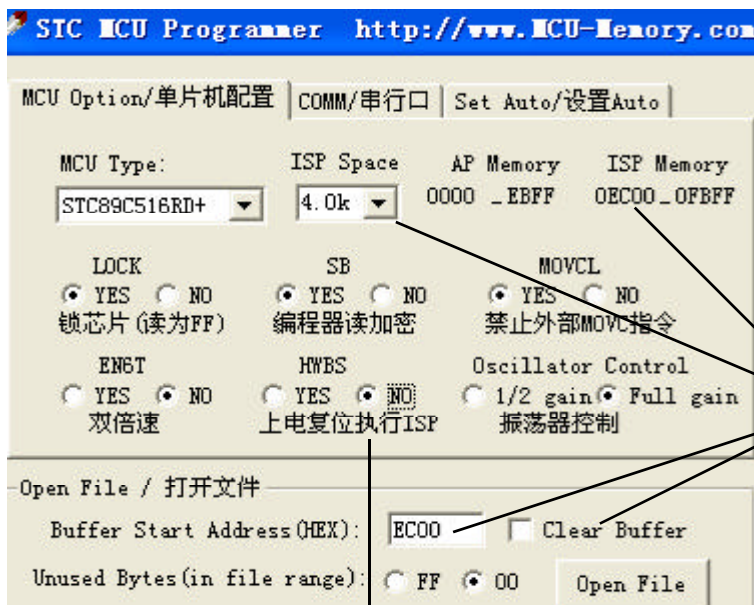 STC MCU Programmer http://www.MCU-Memory.com
MCU Option/单片机配置 COMM/串行口 Set Auto/设置Auto
MCU Type: ISP Space AP Memory ISP Memory
STC89C516RD+ 4.0k 0000 _EBFF 0EC00_0FBFF
LOCK SB MOVCL
YES NO YES NO YES NO
锁芯片(读为FF) 编程器读加密 禁止外部MOVC指令
EN6T HWBS Oscillator Control
YES NO YES NO 1/2 gain Full gain
双倍速 上电复位执行ISP 振荡器控制
Open File / 打开文件
Buffer Start Address(HEX): EC00 Clear Buffer
Unused Bytes(in file range): FF 00 Open File